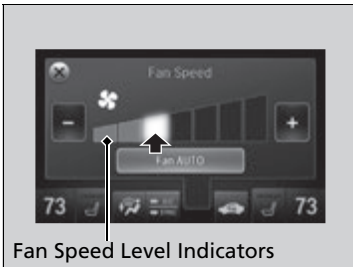 Fan Speed
-
+
Fan AUTO
73 73
Fan Speed Level Indicators